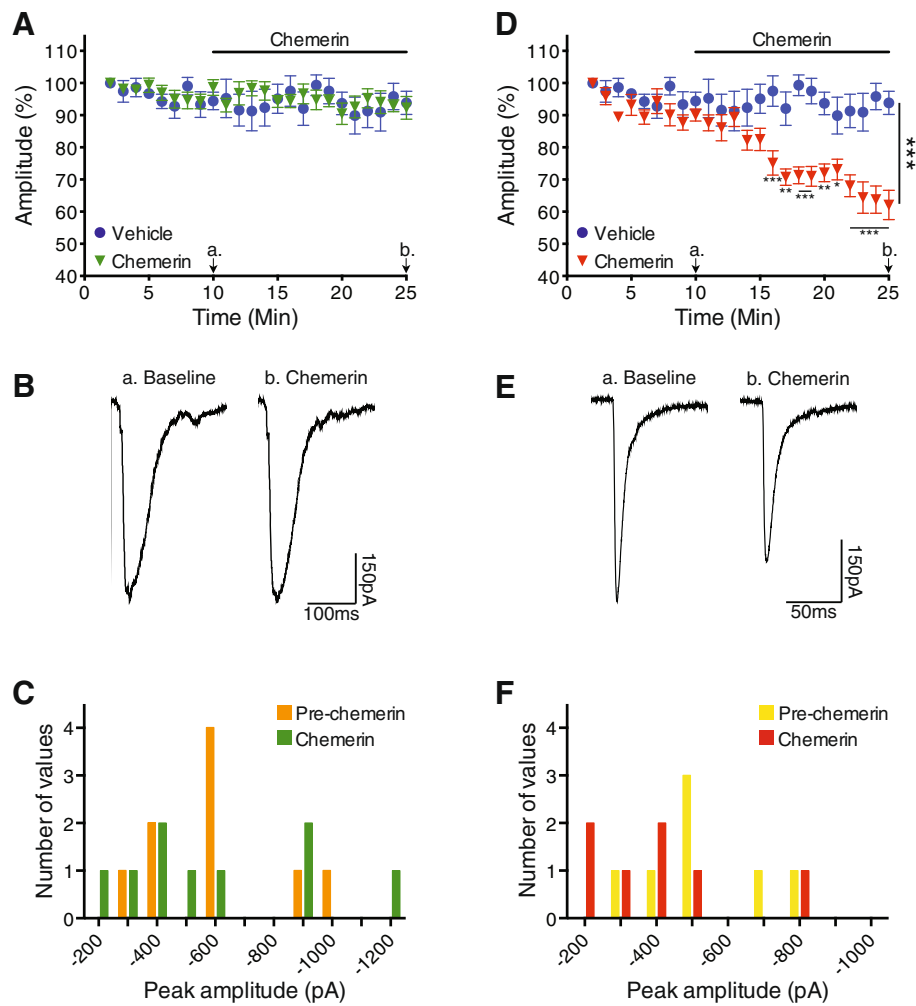 A
Chemerin
110
100
90
80
70
60
50
40
Amplitude (%)
Vehicle
Chemerin
a.
b.
0
5
10
15
20
25
Time (Min)
D
Chemerin
110
100
90
80
70
60
50
40
Amplitude (%)
***
**
***
**
*
***
***
Vehicle
Chemerin
a.
b.
0
5
10
15
20
25
Time (Min)
B
a. Baseline
b. Chemerin
150pA
100ms
E
a. Baseline
b. Chemerin
150pA
50ms
C
Pre-chemerin
Chemerin
4
3
2
1
0
Number of values
-200
-400
-600
-800
-1000
-1200
Peak amplitude (pA)
F
Pre-chemerin
Chemerin
4
3
2
1
0
Number of values
-200
-400
-600
-800
-1000
Peak amplitude (pA)